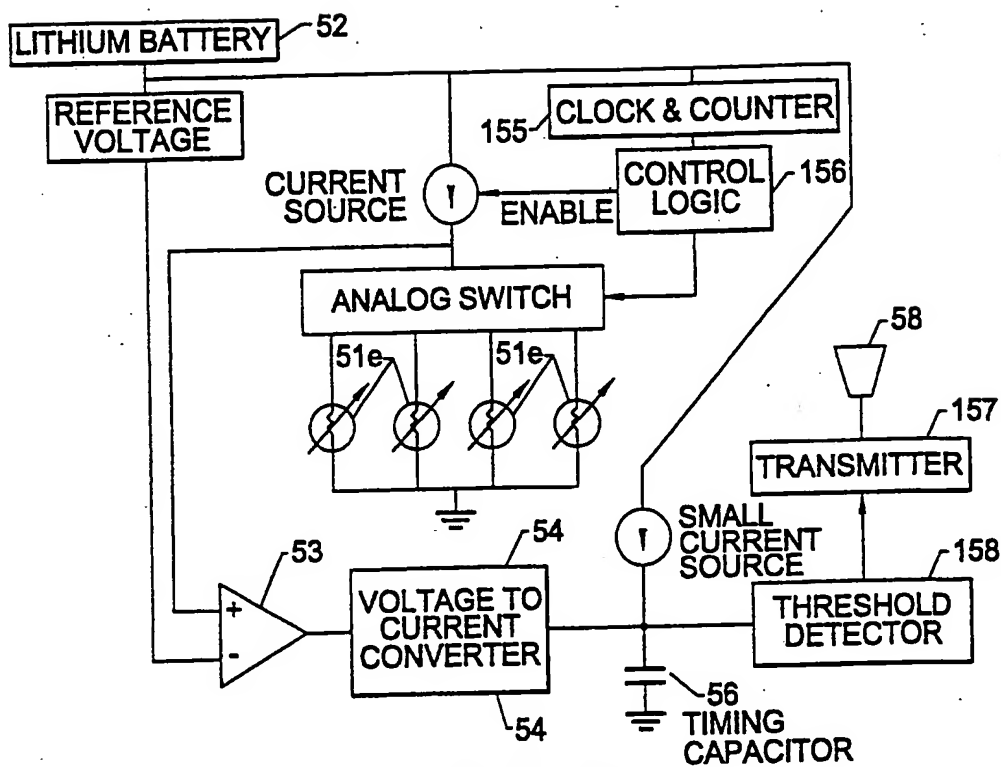 LITHIUM BATTERY
52
REFERENCE
VOLTAGE
155
CLOCK & COUNTER
CURRENT
SOURCE
ENABLE
CONTROL
LOGIC
156
ANALOG SWITCH
51e
51e
58
157
TRANSMITTER
SMALL
CURRENT
SOURCE
158
THRESHOLD
DETECTOR
53
+
-
54
VOLTAGE TO
CURRENT
CONVERTER
54
56
TIMING
CAPACITOR